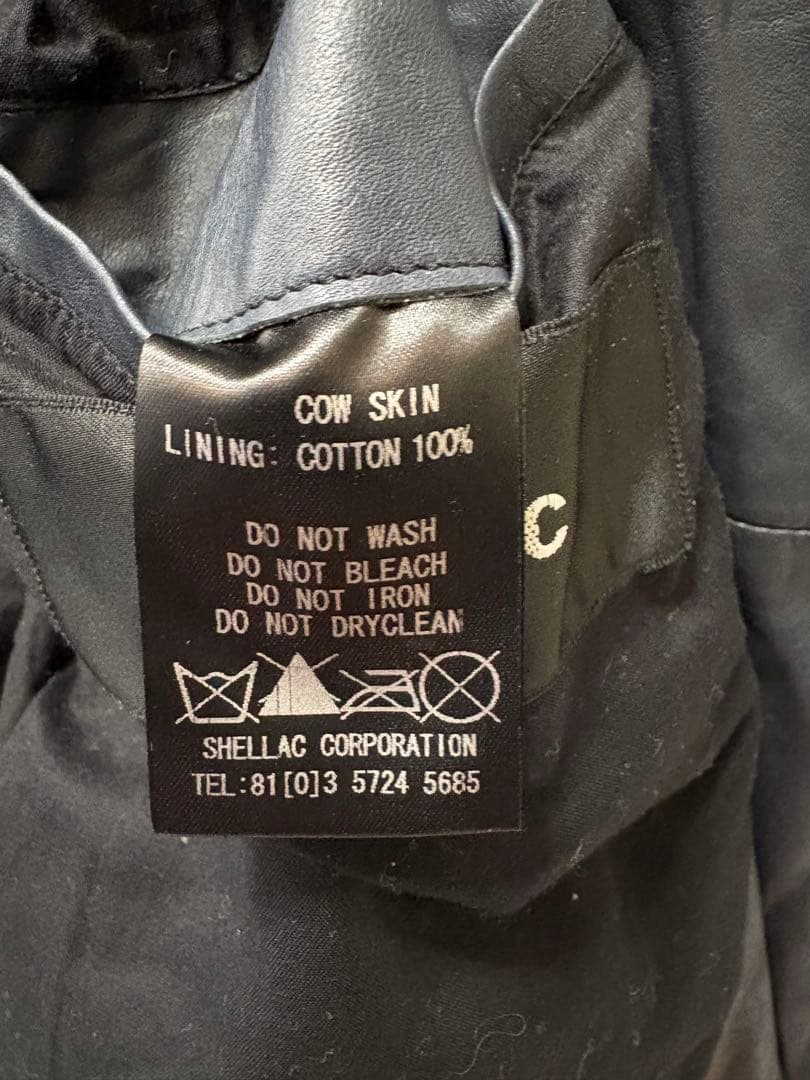 COW SKIN
LINING: COTTON 100%
DO NOT WASH
DO NOT BLEACH
DO NOT IRON
DO NOT DRYCLEAN
SHELLAC CORPORATION
TEL:81[0]3 5724 5685
C